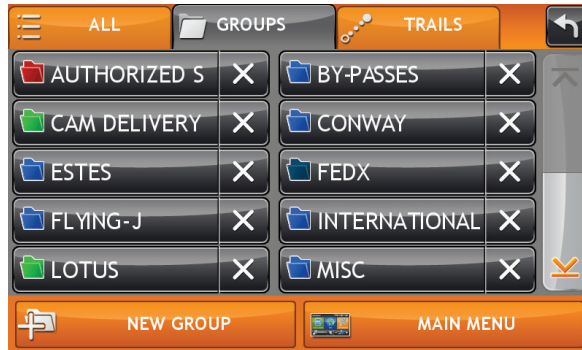 ALL GROUPS TRAILS
AUTHORIZED S BY-PASSES
CAM DELIVERY CONWAY
ESTES FEDX
FLYING-J INTERNATIONAL
LOTUS MISC
NEW GROUP MAIN MENU